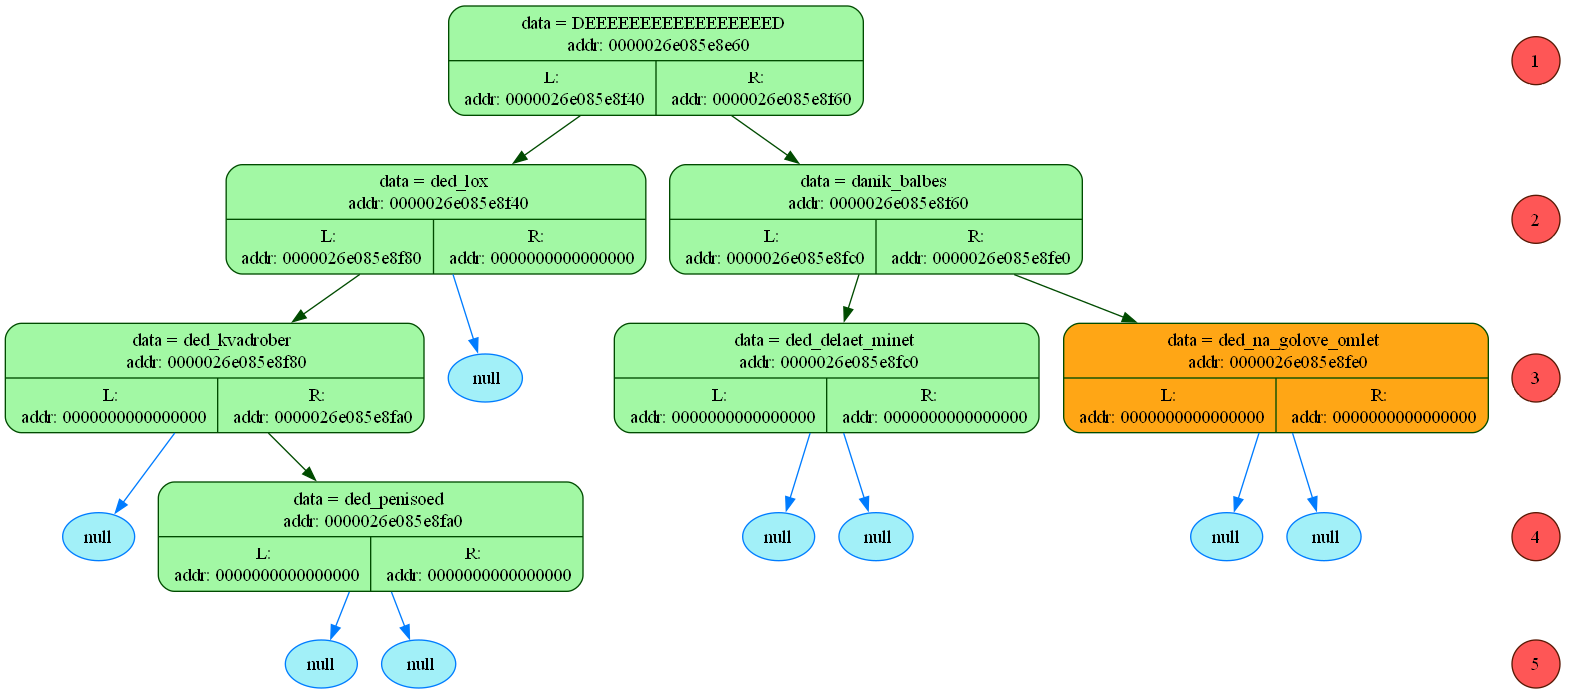 data = DEEEEEEEEEEEEEEEEEED
addr: 0000026e085e8e60
L:
addr: 0000026e085e8f40
R:
addr: 0000026e085e8f60
1
data = ded_lox
addr: 0000026e085e8f40
L:
addr: 0000026e085e8f80
R:
addr: 0000000000000000
data = danik_balbes
addr: 0000026e085e8f60
L:
addr: 0000026e085e8fc0
R:
addr: 0000026e085e8fe0
2
data = ded_kvadrober
addr: 0000026e085e8f80
L:
addr: 0000000000000000
R:
addr: 0000026e085e8fa0
null
data = ded_delaet_minet
addr: 0000026e085e8fc0
L:
addr: 0000000000000000
R:
addr: 0000000000000000
data = ded_na_golove_omlet
addr: 0000026e085e8fe0
L:
addr: 0000000000000000
R:
addr: 0000000000000000
3
null
data = ded_penisoed
addr: 0000026e085e8fa0
L:
addr: 0000000000000000
R:
addr: 0000000000000000
null
null
null
null
4
null
null
5